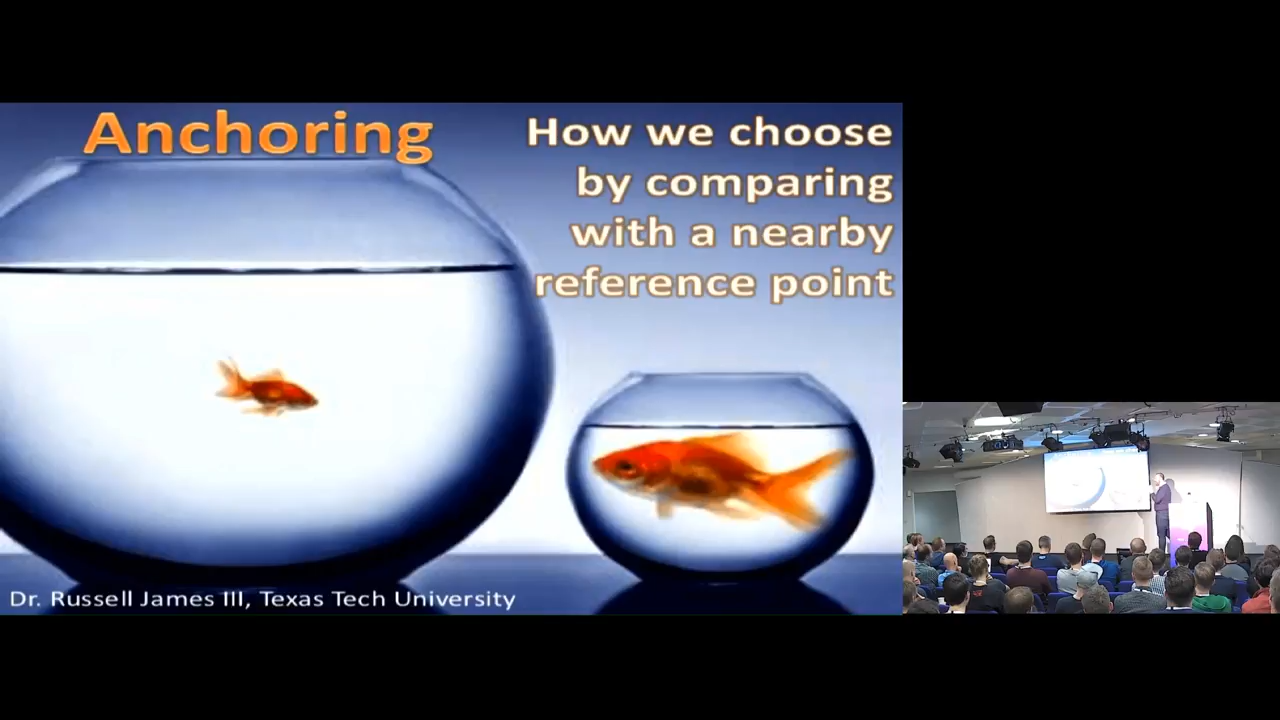 Anchoring
How we choose
by comparing
with a nearby
reference point
Dr. Russell James III, Texas Tech University